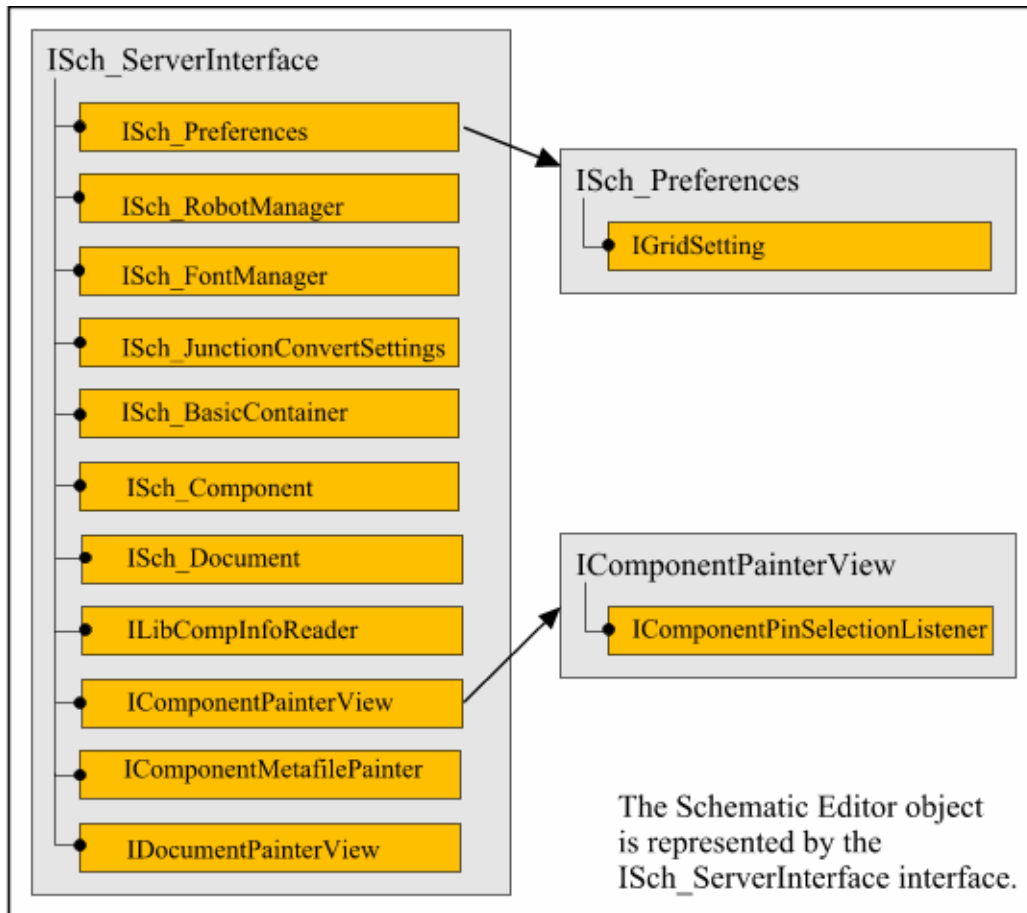 ISch_ServerInterface
ISch_Preferences
ISch_RobotManager
ISch_FontManager
ISch_JunctionConvertSettings
ISch_BasicContainer
ISch_Component
ISch_Document
ILibCompInfoReader
IComponentPainterView
IComponentMetafilePainter
IDocumentPainterView
ISch_Preferences
IGridSetting
IComponentPainterView
IComponentPinSelectionListener
The Schematic Editor object
is represented by the
ISch_ServerInterface interface.